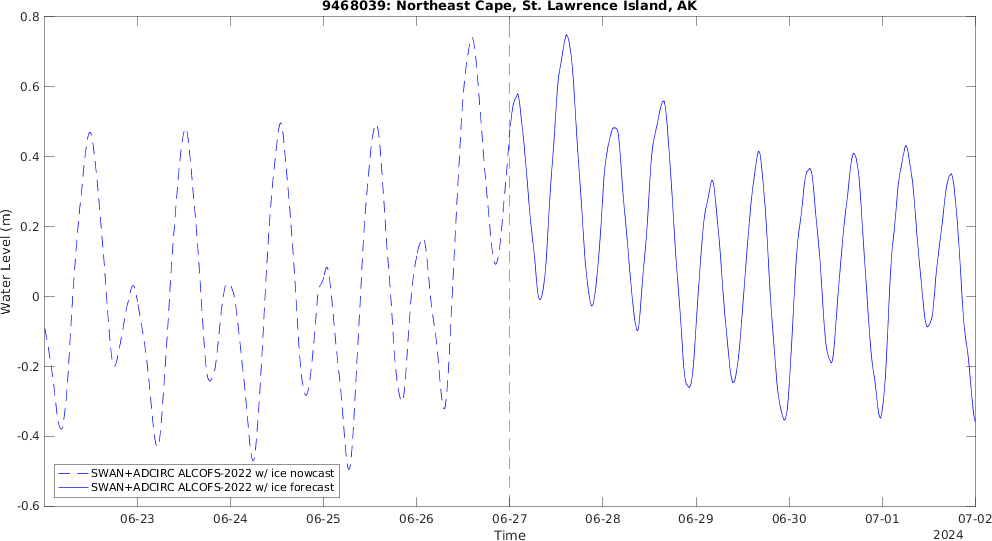 9468039: Northeast Cape, St. Lawrence Island, AK
Water Level (m)
0.8
0.6
0.4
0.2
0
-0.2
-0.4
-0.6
SWAN+ADCIRC ALCOFS-2022 w/ ice nowcast
SWAN+ADCIRC ALCOFS-2022 w/ ice forecast
06-23 06-24 06-25 06-26 06-27 06-28 06-29 06-30 07-01 07-02
Time
2024